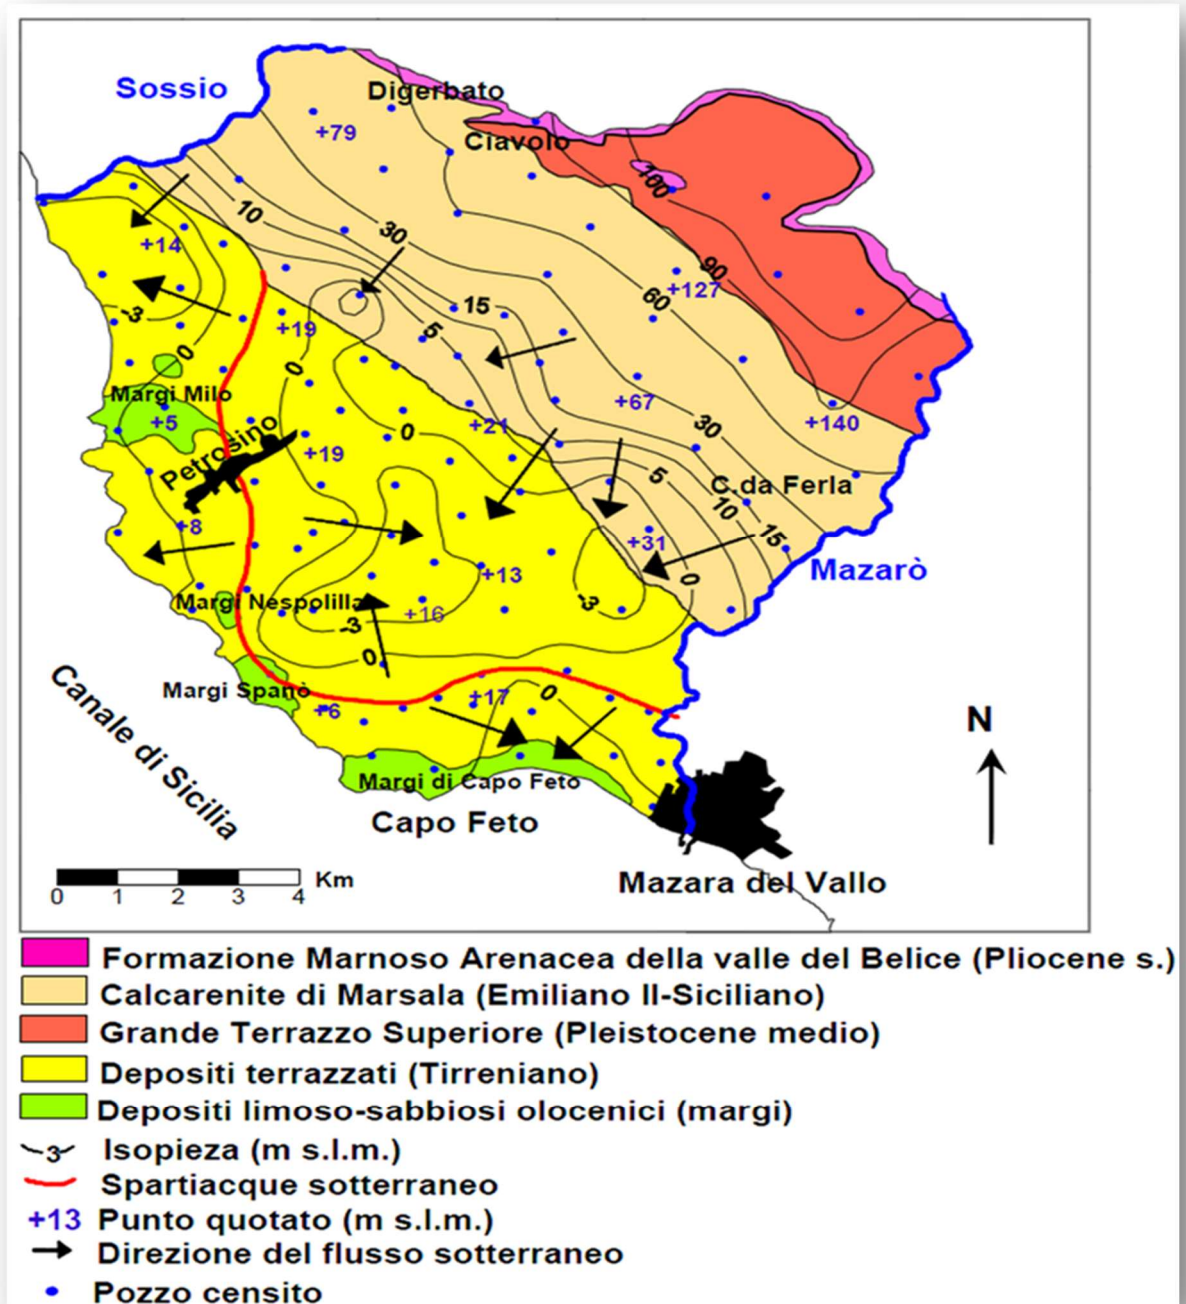 Sossio
Digerbato
+79
Ciavolo
100
10
30
+14
90
+127
60
-3
15
+19
5
0
0
Margi Milo
+5
+67
0
+21
30
+140
Petrosino
+19
5
C.da Ferla
10
+8
15
+31
Mazarò
+13
0
Margi Nespolilla
-3
+16
-3
0
Margi Spanò
+6
+17
0
Canale di Sicilia
N
Margi di Capo Feto
Capo Feto
Mazara del Vallo
0 1 2 3 4 Km
Formazione Marnoso Arenacea della valle del Belice (Pliocene s.)
Calcarenite di Marsala (Emiliano II-Siciliano)
Grande Terrazzo Superiore (Pleistocene medio)
Depositi terrazzati (Tirreniano)
Depositi limoso-sabbiosi olocenici (margi)
-3 Isopieza (m s.l.m.)
Spartiacque sotterraneo
+13 Punto quotato (m s.l.m.)
Direzione del flusso sotterraneo
Pozzo censito